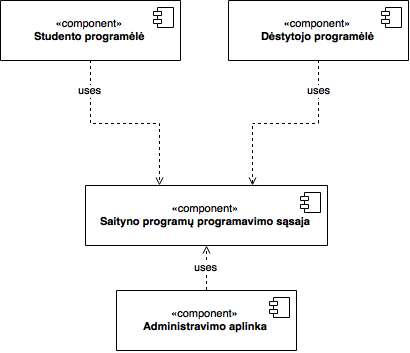 «component»
Studento programėlė
«component»
Dėstytojo programėlė
uses
uses
«component»
Saityno programų programavimo sąsaja
uses
«component»
Administravimo aplinka